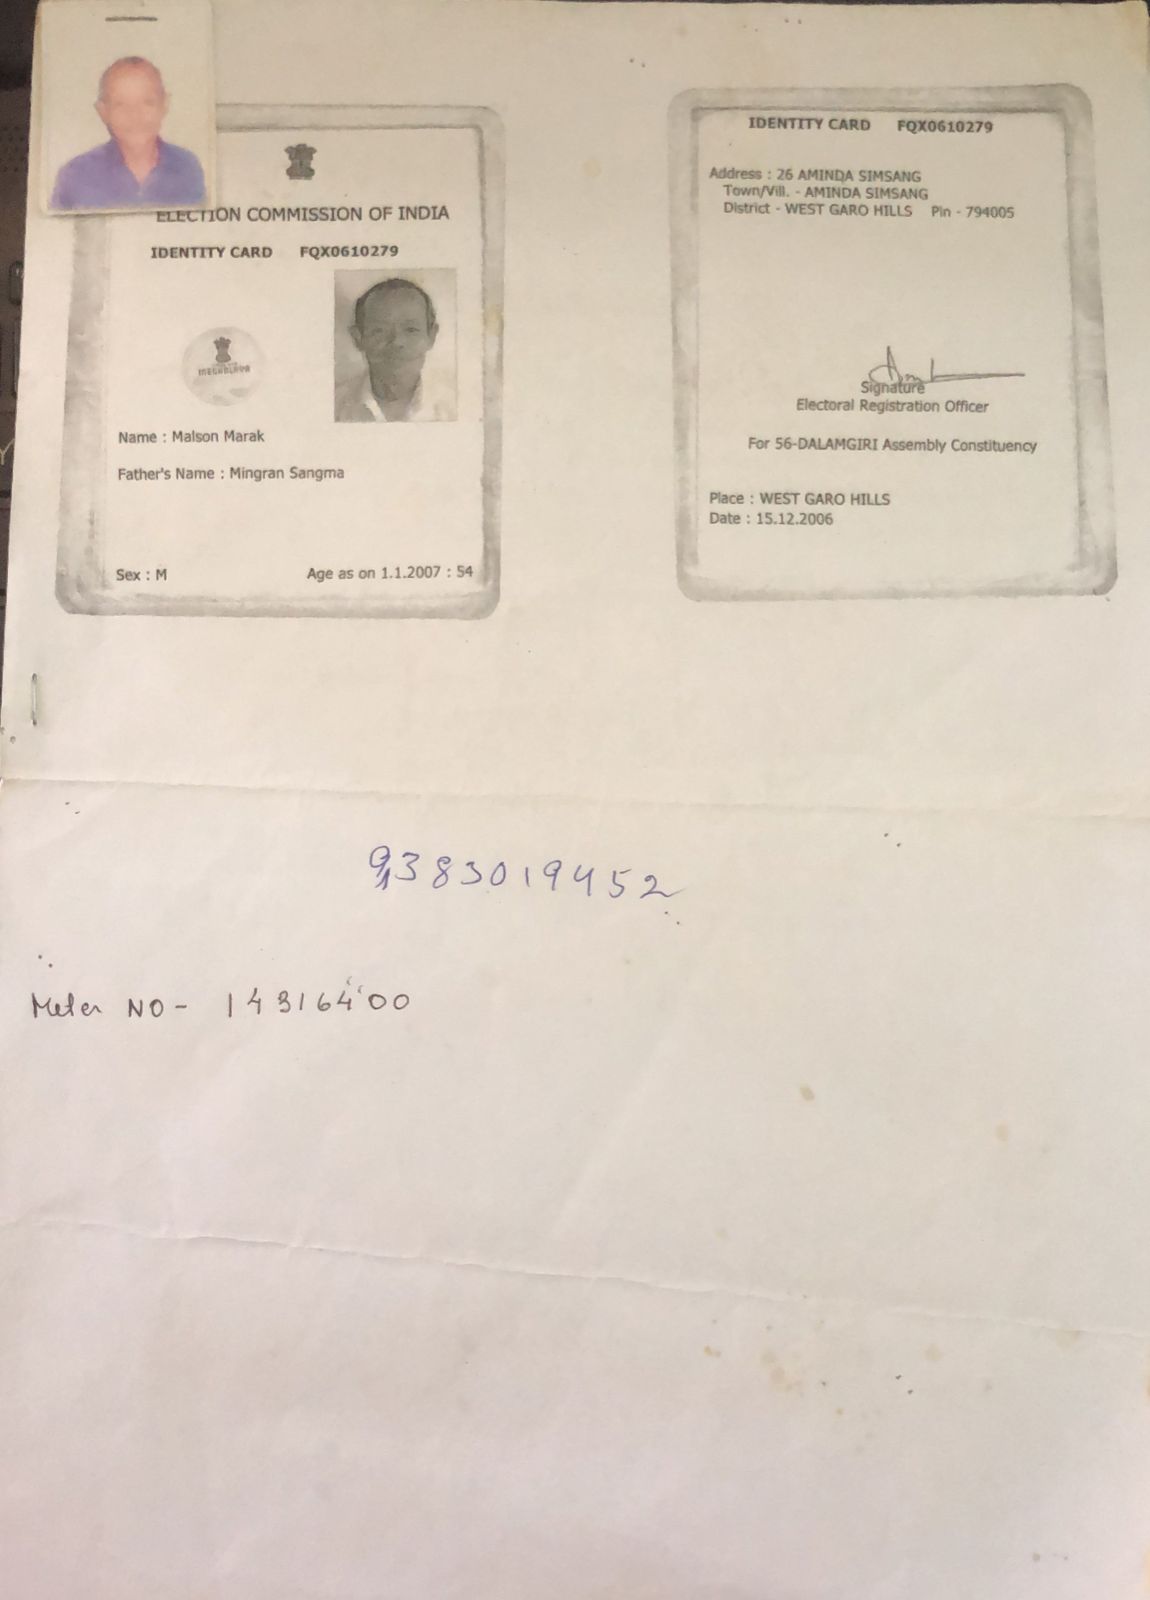 ELECTION COMMISSION OF INDIA
IDENTITY CARD FQX0610279
MEGHALAYA
Name : Malson Marak
Father's Name : Mingran Sangma
Sex : M Age as on 1.1.2007 : 54
IDENTITY CARD FQX0610279
Address : 26 AMINDA SIMSANG
Town/Vill. - AMINDA SIMSANG
District - WEST GARO HILLS Pin - 794005
Signature
Electoral Registration Officer
For 56-DALAMGIRI Assembly Constituency
Place : WEST GARO HILLS
Date : 15.12.2006
9383019452
Meter NO - 14316400